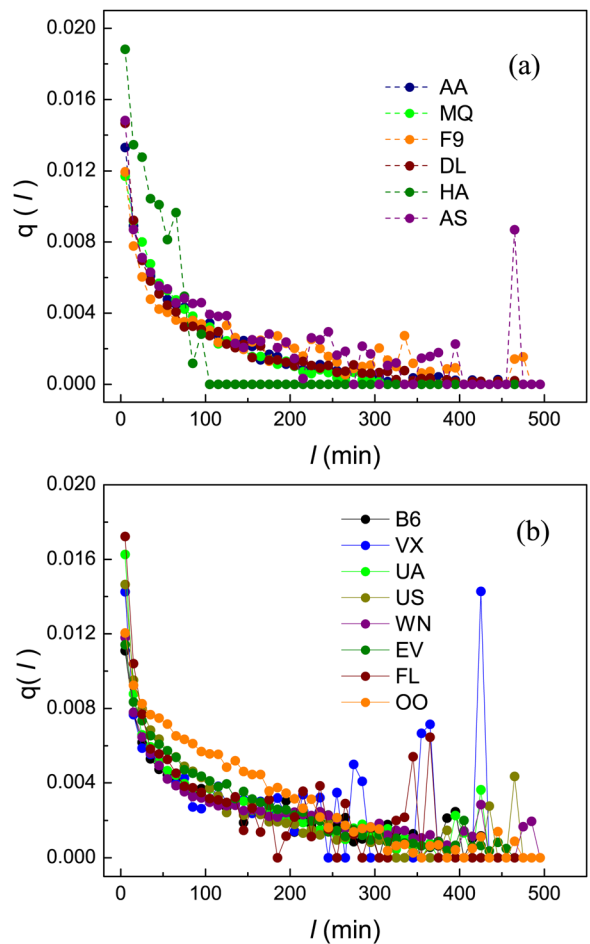 0.020
(a)
0.016
AA
MQ
0.012
F9
DL
HA
0.008
AS
q ( l )
0.004
0.000
0 100 200 300 400 500
l (min)
0.020
B6
(b)
0.016
VX
UA
US
0.012
WN
EV
FL
0.008
OO
q( l )
0.004
0.000
0 100 200 300 400 500
l (min)